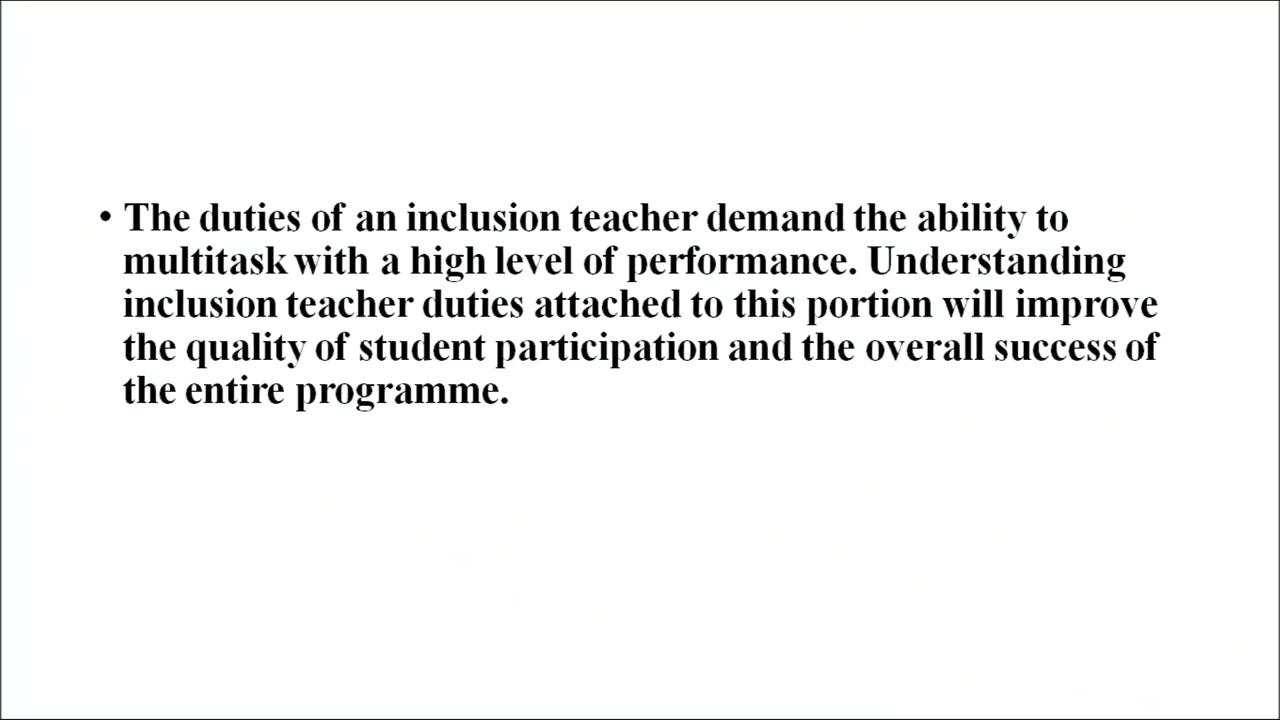 • The duties of an inclusion teacher demand the ability to
multitask with a high level of performance. Understanding
inclusion teacher duties attached to this portion will improve
the quality of student participation and the overall success of
the entire programme.